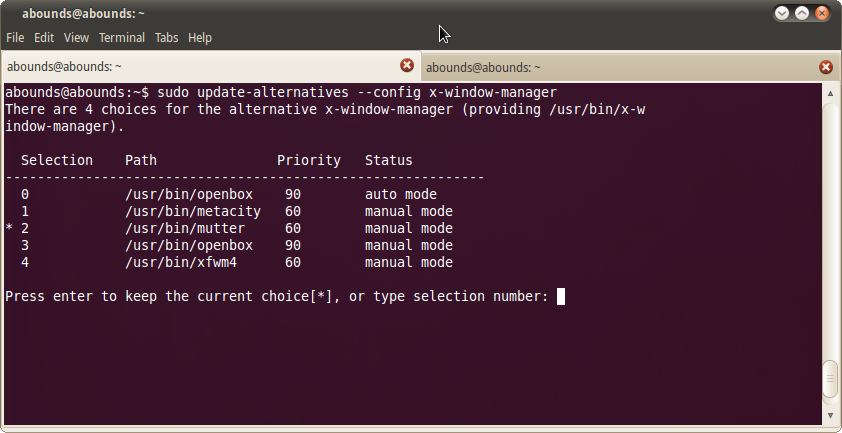 abounds@abounds: ~
File Edit View Terminal Tabs Help
abounds@abounds: ~ abounds@abounds: ~
abounds@abounds:~$ sudo update-alternatives --config x-window-manager
There are 4 choices for the alternative x-window-manager (providing /usr/bin/x-w
indow-manager).
Selection Path Priority Status
------------------------------------------------------------
0 /usr/bin/openbox 90 auto mode
1 /usr/bin/metacity 60 manual mode
* 2 /usr/bin/mutter 60 manual mode
3 /usr/bin/openbox 90 manual mode
4 /usr/bin/xfwm4 60 manual mode
Press enter to keep the current choice[*], or type selection number: